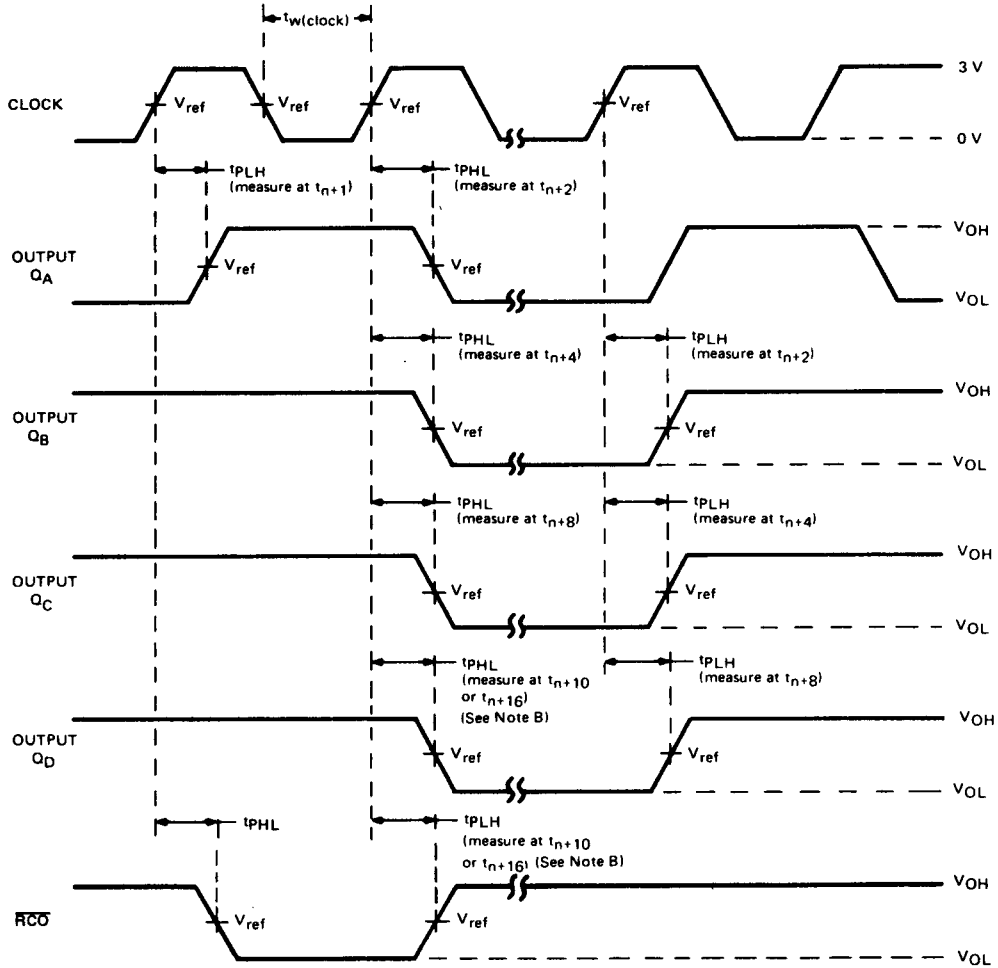 tw(clock)
3 V
CLOCK
Vref
Vref
Vref
Vref
0 V
tPLH
(measure at tn+1)
tPHL
(measure at tn+2)
OUTPUT
QA
VOH
Vref
Vref
VOL
tPHL
(measure at tn+4)
tPLH
(measure at tn+2)
OUTPUT
QB
VOH
Vref
Vref
VOL
tPHL
(measure at tn+8)
tPLH
(measure at tn+4)
OUTPUT
QC
VOH
Vref
Vref
VOL
tPHL
(measure at tn+10
or tn+16)
(See Note B)
tPLH
(measure at tn+8)
OUTPUT
QD
VOH
Vref
Vref
VOL
tPHL
tPLH
(measure at tn+10
or tn+16) (See Note B)
RCO
VOH
Vref
Vref
VOL